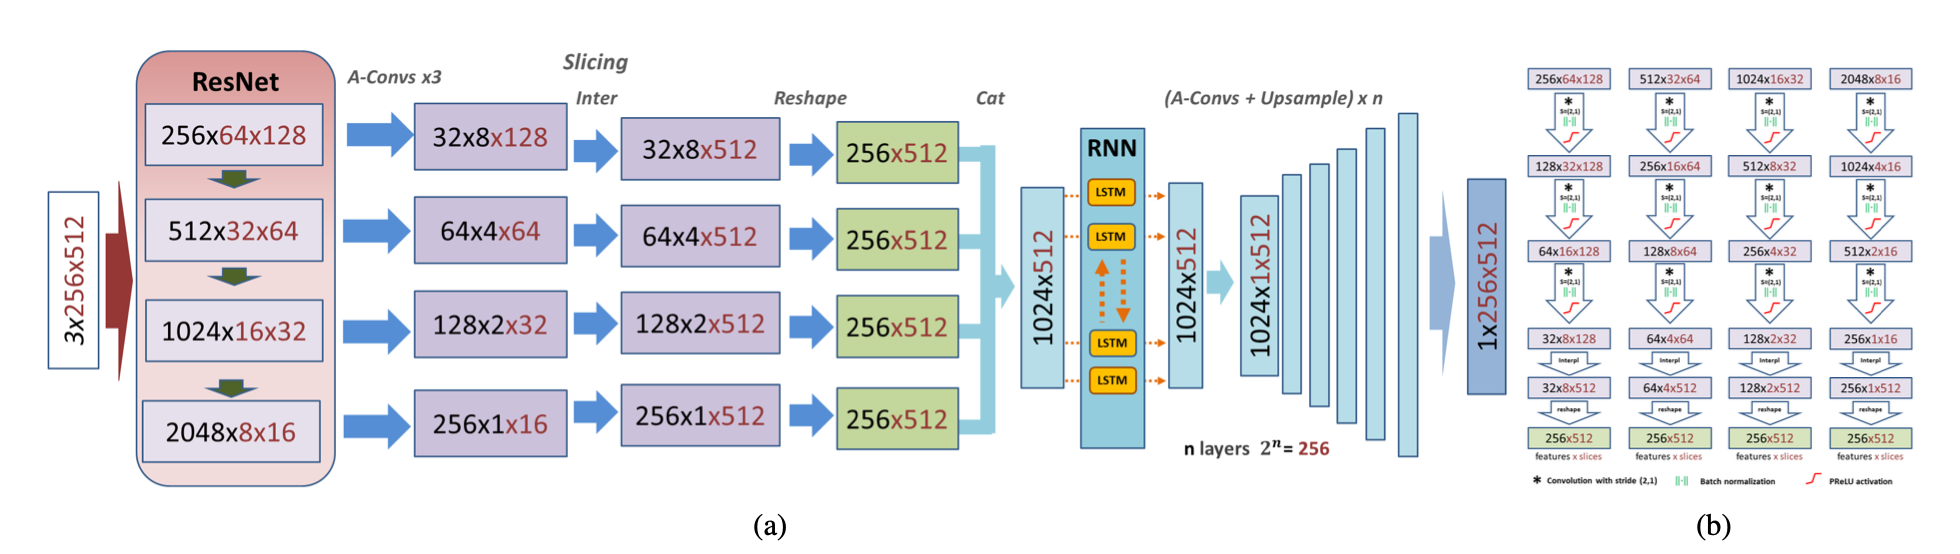 3x256x512
ResNet
256x64x128
512x32x64
1024x16x32
2048x8x16
A-Convs x3
32x8x128
64x4x64
128x2x32
256x1x16
Slicing
Inter
32x8x512
64x4x512
128x2x512
256x1x512
Reshape
256x512
256x512
256x512
256x512
Cat
1024x512
RNN
LSTM
LSTM
LSTM
LSTM
1024x512
(A-Convs + Upsample) x n
1024x1x512
n layers 2ⁿ= 256
1x256x512
(a)
256x64x128 512x32x64 1024x16x32 2048x8x16
* * * *
S=(2,1) S=(2,1) S=(2,1) S=(2,1)
128x32x128 256x16x64 512x8x32 1024x4x16
* * * *
S=(2,1) S=(2,1) S=(2,1) S=(2,1)
64x16x128 128x8x64 256x4x32 512x2x16
* * * *
S=(2,1) S=(2,1) S=(2,1) S=(2,1)
32x8x128 64x4x64 128x2x32 256x1x16
Interpl Interpl Interpl Interpl
32x8x512 64x4x512 128x2x512 256x1x512
reshape reshape reshape reshape
256x512 256x512 256x512 256x512
features x slices features x slices features x slices features x slices
* Convolution with stride (2,1) ||·|| Batch normalization PReLU activation
(b)